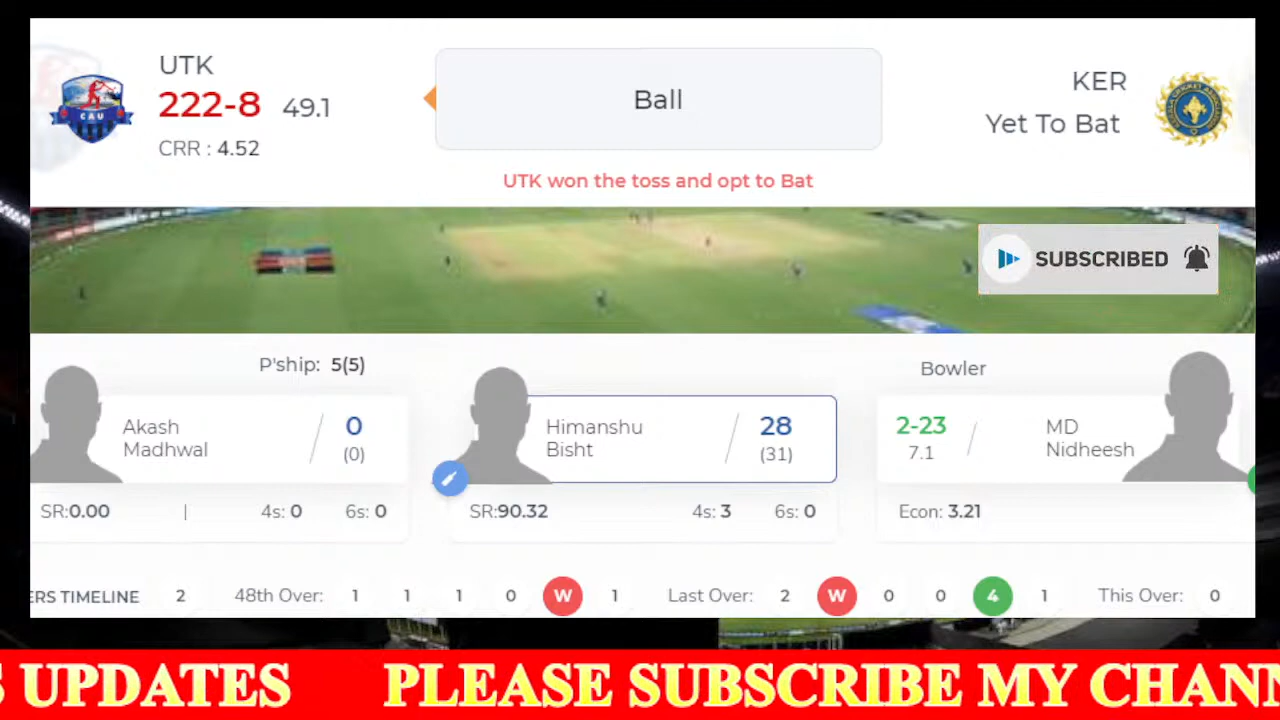 UTK
222-8 49.1
CRR : 4.52
CAU
Ball
UTK won the toss and opt to Bat
KER
Yet To Bat
SUBSCRIBED
P'ship: 5(5)
Akash
Madhwal
0
(0)
SR:0.00 | 4s: 0 6s: 0
Himanshu
Bisht
28
(31)
SR:90.32 4s: 3 6s: 0
Bowler
2-23
7.1
MD
Nidheesh
Econ: 3.21
ERS TIMELINE 2 48th Over: 1 1 1 0 W 1 Last Over: 2 W 0 0 4 1 This Over: 0
S UPDATES PLEASE SUBSCRIBE MY CHANN